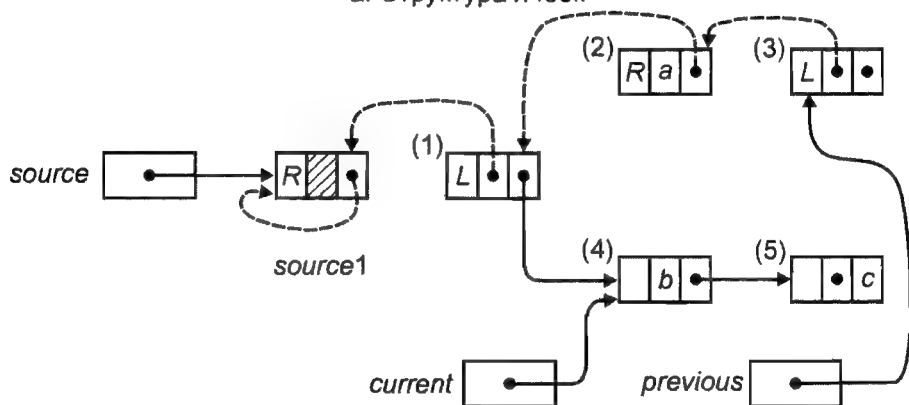 (2) R a (3) L
(1)
source R L
source1
(4) b (5) c
current previous